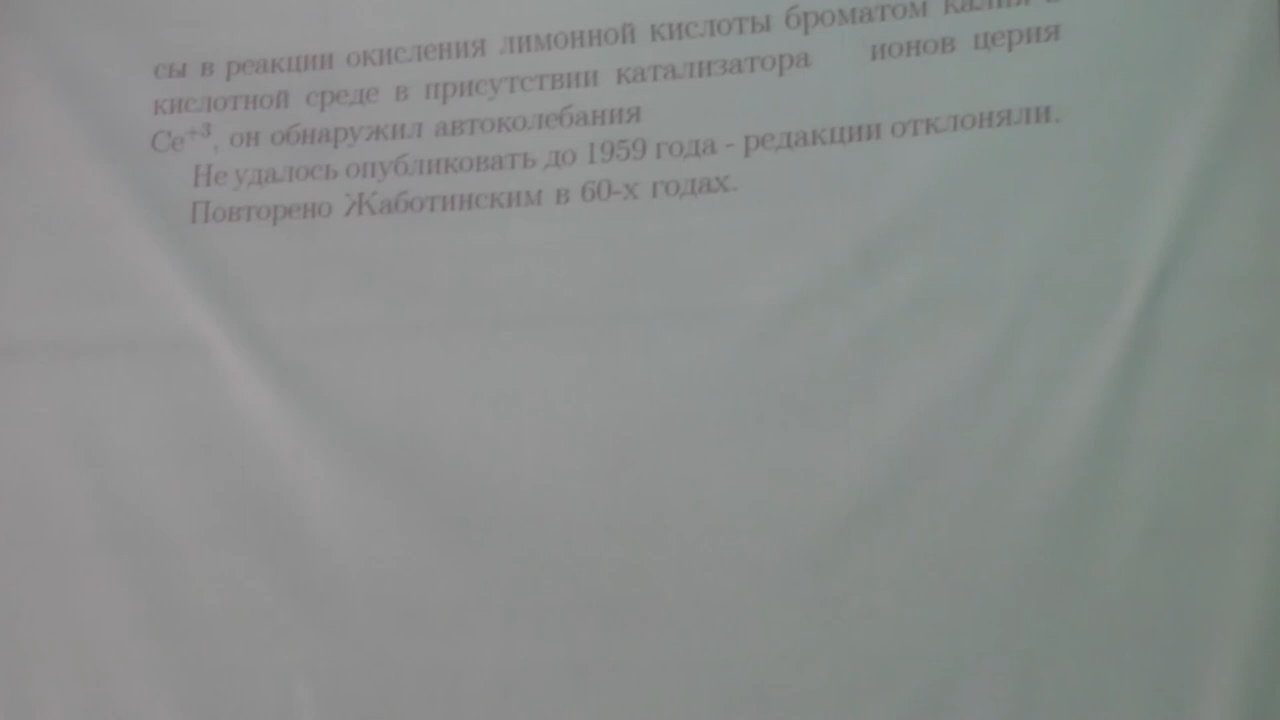 сы в реакции окисления лимонной кислоты броматом калия в
кислотной среде в присутствии катализатора ионов церия
Ce⁺³, он обнаружил автоколебания
Не удалось опубликовать до 1959 года - редакции отклоняли.
Повторено Жаботинским в 60-х годах.